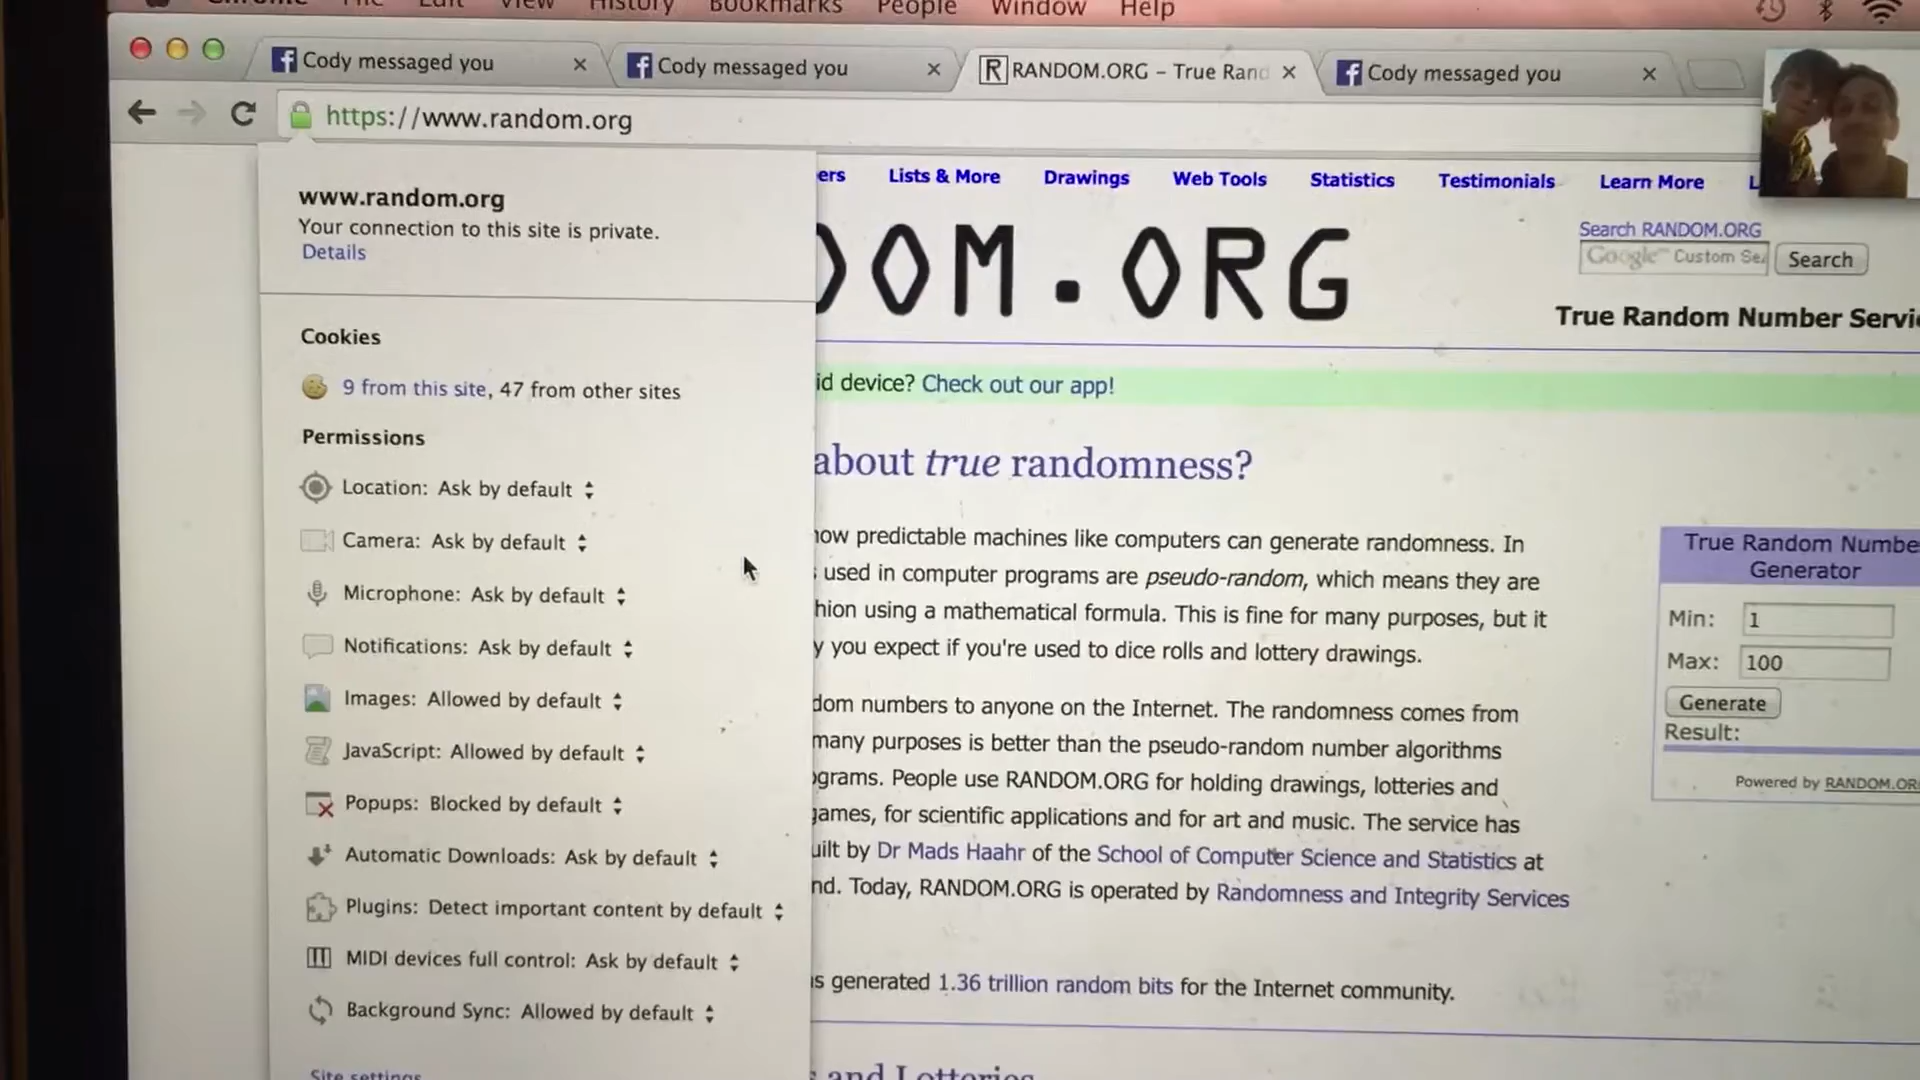 Chrome File Edit View History Bookmarks People Window Help
Cody messaged you
Cody messaged you
RANDOM.ORG – True Rand
Cody messaged you
https://www.random.org
www.random.org
Your connection to this site is private.
Details
Cookies
9 from this site, 47 from other sites
Permissions
Location: Ask by default
Camera: Ask by default
Microphone: Ask by default
Notifications: Ask by default
Images: Allowed by default
JavaScript: Allowed by default
Popups: Blocked by default
Automatic Downloads: Ask by default
Plugins: Detect important content by default
MIDI devices full control: Ask by default
Background Sync: Allowed by default
Site settings
ers Lists & More Drawings Web Tools Statistics Testimonials Learn More L
DOM.ORG
Search RANDOM.ORG
Google™ Custom Sea
Search
True Random Number Servi
id device? Check out our app!
about true randomness?
how predictable machines like computers can generate randomness. In
s used in computer programs are pseudo-random, which means they are
hion using a mathematical formula. This is fine for many purposes, but it
y you expect if you're used to dice rolls and lottery drawings.
dom numbers to anyone on the Internet. The randomness comes from
many purposes is better than the pseudo-random number algorithms
ograms. People use RANDOM.ORG for holding drawings, lotteries and
games, for scientific applications and for art and music. The service has
uilt by Dr Mads Haahr of the School of Computer Science and Statistics at
nd. Today, RANDOM.ORG is operated by Randomness and Integrity Services
s generated 1.36 trillion random bits for the Internet community.
and Lotteries
True Random Numbe
Generator
Min: 1
Max: 100
Generate
Result:
Powered by RANDOM.OR